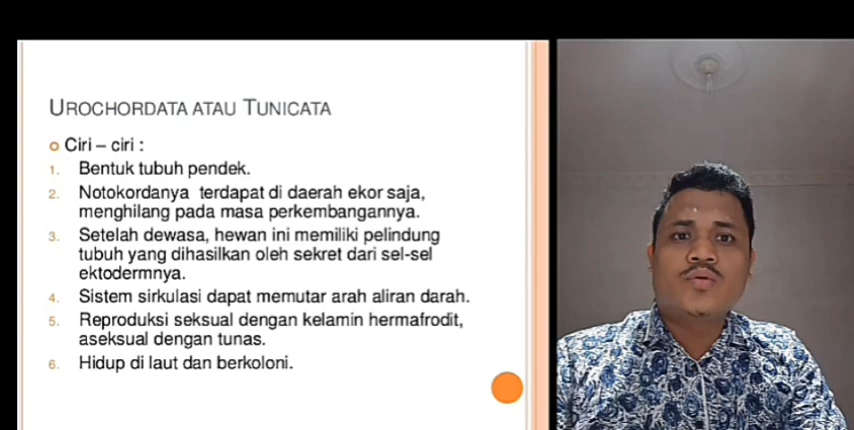 UROCHORDATA ATAU TUNICATA
Ciri – ciri :
1. Bentuk tubuh pendek.
2. Notokordanya terdapat di daerah ekor saja,
menghilang pada masa perkembangannya.
3. Setelah dewasa, hewan ini memiliki pelindung
tubuh yang dihasilkan oleh sekret dari sel-sel
ektodermnya.
4. Sistem sirkulasi dapat memutar arah aliran darah.
5. Reproduksi seksual dengan kelamin hermafrodit,
aseksual dengan tunas.
6. Hidup di laut dan berkoloni.